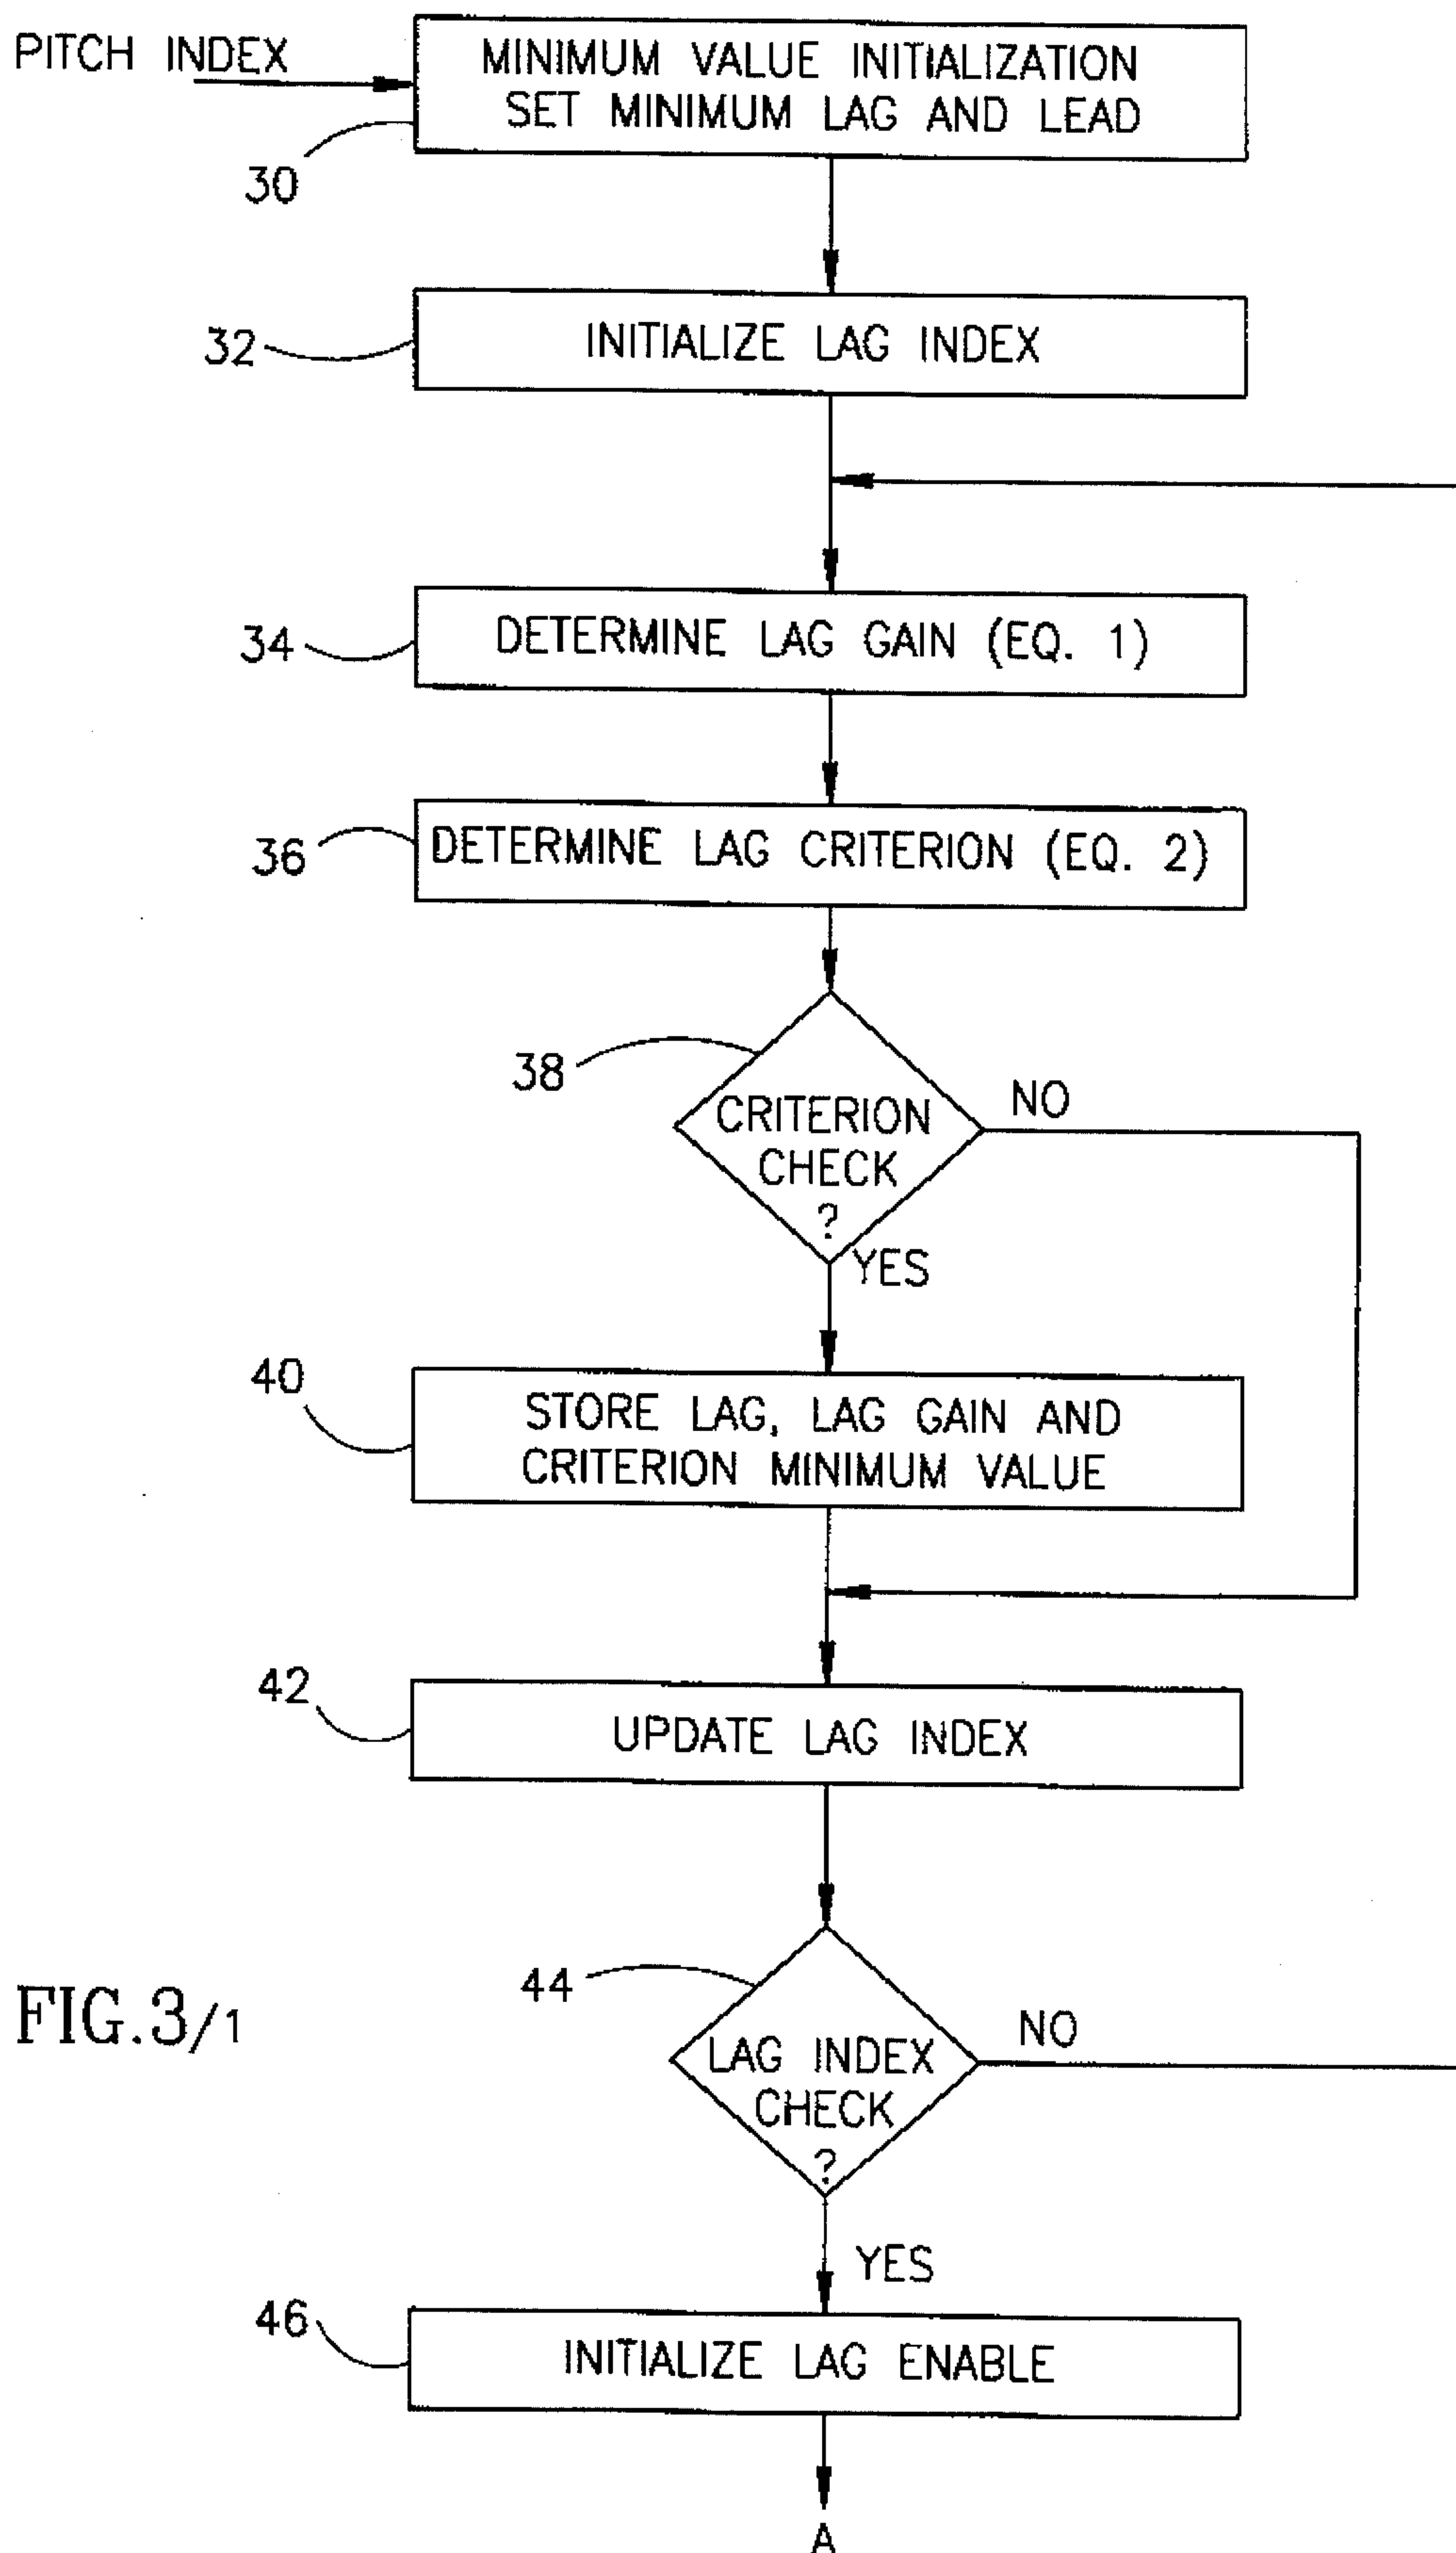 PITCH INDEX
MINIMUM VALUE INITIALIZATION
SET MINIMUM LAG AND LEAD
30
32
INITIALIZE LAG INDEX
34
DETERMINE LAG GAIN (EQ. 1)
36
DETERMINE LAG CRITERION (EQ. 2)
38
CRITERION
CHECK
?
NO
YES
40
STORE LAG, LAG GAIN AND
CRITERION MINIMUM VALUE
42
UPDATE LAG INDEX
44
LAG INDEX
CHECK
?
NO
YES
FIG.3/1
46
INITIALIZE LAG ENABLE
A